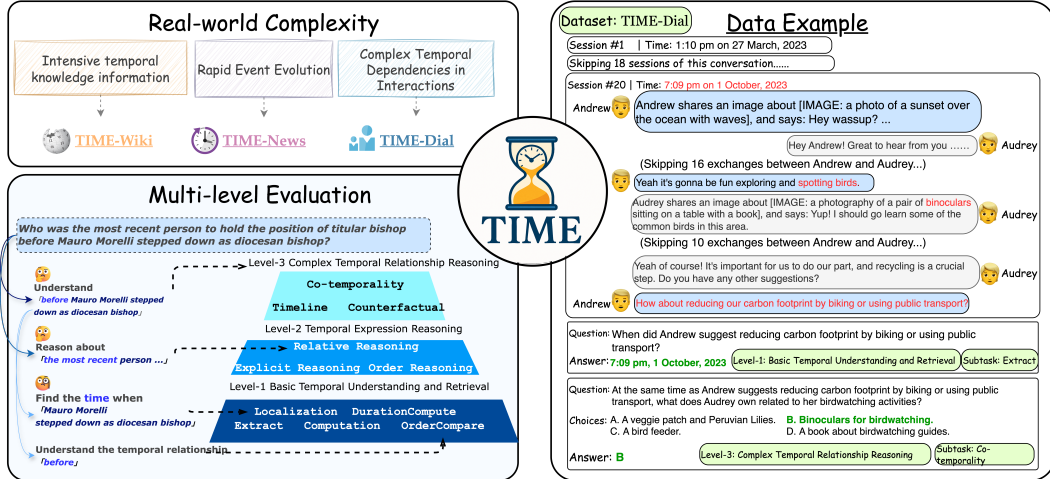 Real-world Complexity
Intensive temporal
knowledge information
Rapid Event Evolution
Complex Temporal
Dependencies in
Interactions
TIME-Wiki
TIME-News
TIME-Dial
Multi-level Evaluation
Who was the most recent person to hold the position of titular bishop
before Mauro Morelli stepped down as diocesan bishop?
Understand
「before Mauro Morelli stepped
down as diocesan bishop」
Reason about
「the most recent person ...」
Find the time when
「Mauro Morelli
stepped down as diocesan bishop」
Understand the temporal relationship
「before」
Level-3 Complex Temporal Relationship Reasoning
Co-temporality
Timeline Counterfactual
Level-2 Temporal Expression Reasoning
Relative Reasoning
Explicit Reasoning Order Reasoning
Level-1 Basic Temporal Understanding and Retrieval
Localization DurationCompute
Extract Computation OrderCompare
TIME
Dataset: TIME-Dial
Data Example
Session #1 | Time: 1:10 pm on 27 March, 2023
Skipping 18 sessions of this conversation......
Session #20 | Time: 7:09 pm on 1 October, 2023
Andrew
Andrew shares an image about [IMAGE: a photo of a sunset over
the ocean with waves], and says: Hey wassup? ...
Hey Andrew! Great to hear from you ……
Audrey
(Skipping 16 exchanges between Andrew and Audrey...)
Yeah it's gonna be fun exploring and spotting birds.
Audrey shares an image about [IMAGE: a photography of a pair of binoculars
sitting on a table with a book], and says: Yup! I should go learn some of the
common birds in this area.
Audrey
(Skipping 10 exchanges between Andrew and Audrey...)
Yeah of course! It's important for us to do our part, and recycling is a crucial
step. Do you have any other suggestions?
Audrey
Andrew
How about reducing our carbon footprint by biking or using public transport?
Question: When did Andrew suggest reducing carbon footprint by biking or using public
transport?
Answer: 7:09 pm, 1 October, 2023
Level-1: Basic Temporal Understanding and Retrieval
Subtask: Extract
Question: At the same time as Andrew suggests reducing carbon footprint by biking or using public
transport, what does Audrey own related to her birdwatching activities?
Choices: A. A veggie patch and Peruvian Lilies. B. Binoculars for birdwatching.
C. A bird feeder. D. A book about birdwatching guides.
Answer: B
Level-3: Complex Temporal Relationship Reasoning
Subtask: Co-
temporality